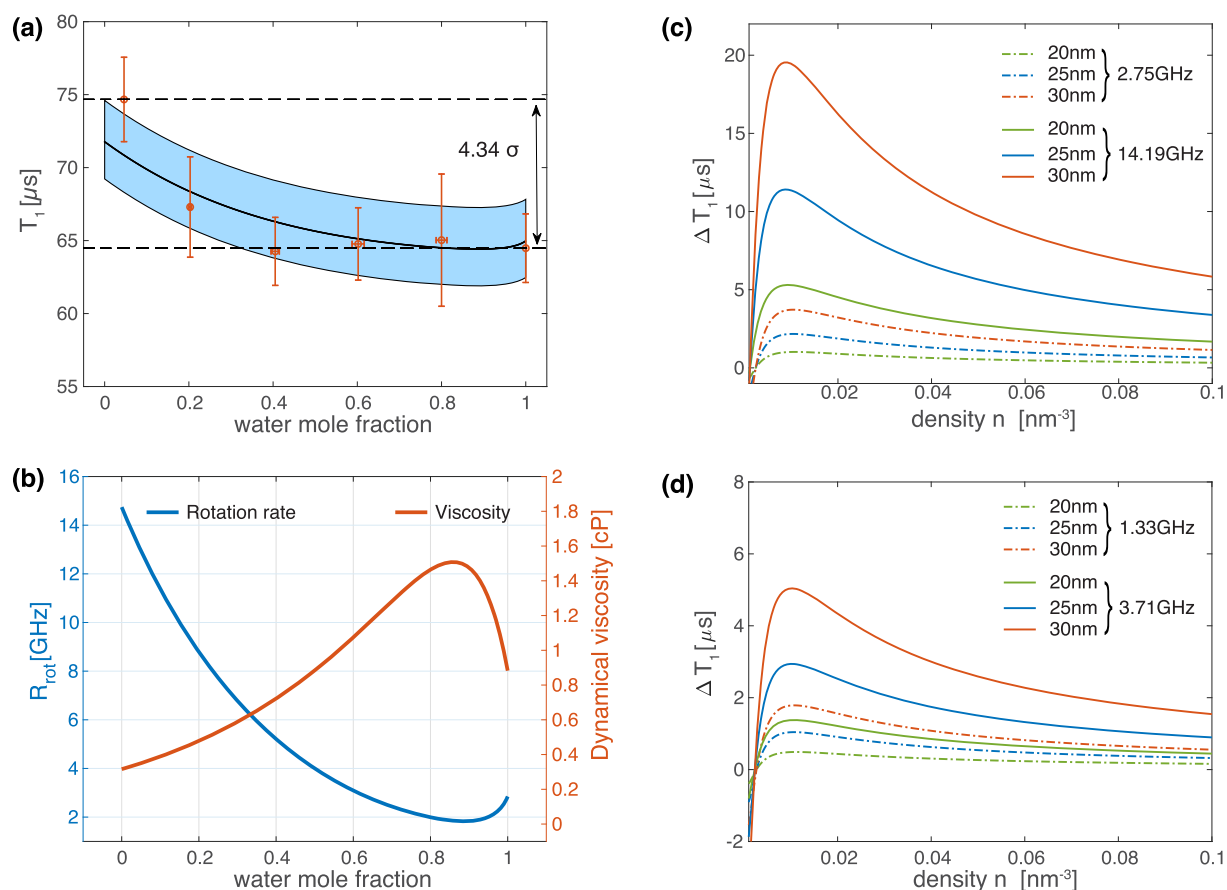 (a)
80
75
70
65
60
55
T₁ [μs]
4.34 σ
0 0.2 0.4 0.6 0.8 1
water mole fraction
(b)
16
14
12
10
8
6
4
2
R_rot [GHz]
Rotation rate
Viscosity
2
1.8
1.6
1.4
1.2
1
0.8
0.6
0.4
0.2
0
Dynamical viscosity [cP]
0 0.2 0.4 0.6 0.8 1
water mole fraction
(c)
20
15
10
5
0
Δ T₁ [μs]
20nm
25nm
30nm
2.75GHz
20nm
25nm
30nm
14.19GHz
0.02 0.04 0.06 0.08 0.1
density n [nm⁻³]
(d)
8
6
4
2
0
-2
Δ T₁ [μs]
20nm
25nm
30nm
1.33GHz
20nm
25nm
30nm
3.71GHz
0.02 0.04 0.06 0.08 0.1
density n [nm⁻³]